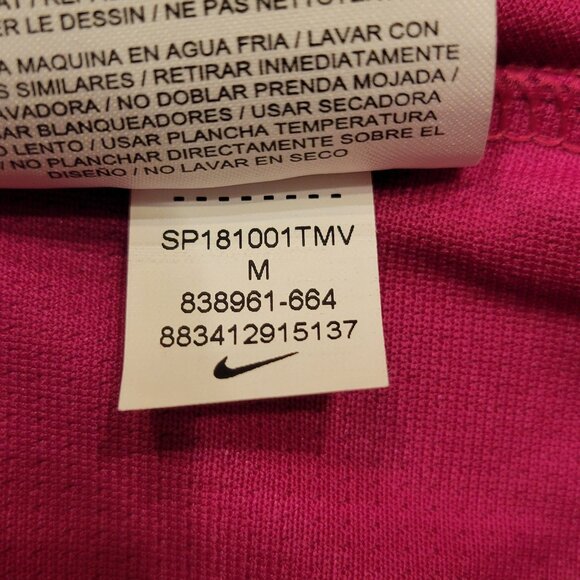 ER LE DESSIN / NE PAS NETTOYE
A MAQUINA EN AGUA FRIA / LAVAR CON
S SIMILARES / RETIRAR INMEDIATAMENTE
AVADORA / NO DOBLAR PRENDA MOJADA /
AR BLANQUEADORES / USAR SECADORA
O LENTO / USAR PLANCHA TEMPERATURA
/ NO PLANCHAR DIRECTAMENTE SOBRE EL
DISEÑO / NO LAVAR EN SECO
SP181001TMV
M
838961-664
883412915137